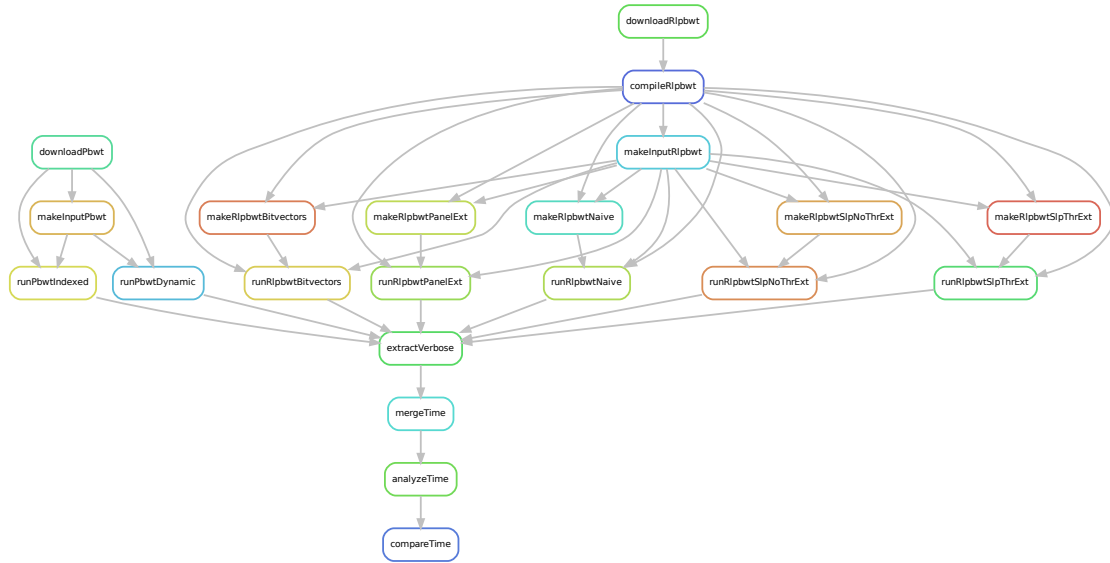 downloadRlpbwt
compileRlpbwt
downloadPbwt
makeInputRlpbwt
makeInputPbwt
makeRlpbwtBitvectors
makeRlpbwtPanelExt
makeRlpbwtNaive
makeRlpbwtSlpNoThrExt
makeRlpbwtSlpThrExt
runPbwtIndexed
runPbwtDynamic
runRlpbwtBitvectors
runRlpbwtPanelExt
runRlpbwtNaive
runRlpbwtSlpNoThrExt
runRlpbwtSlpThrExt
extractVerbose
mergeTime
analyzeTime
compareTime